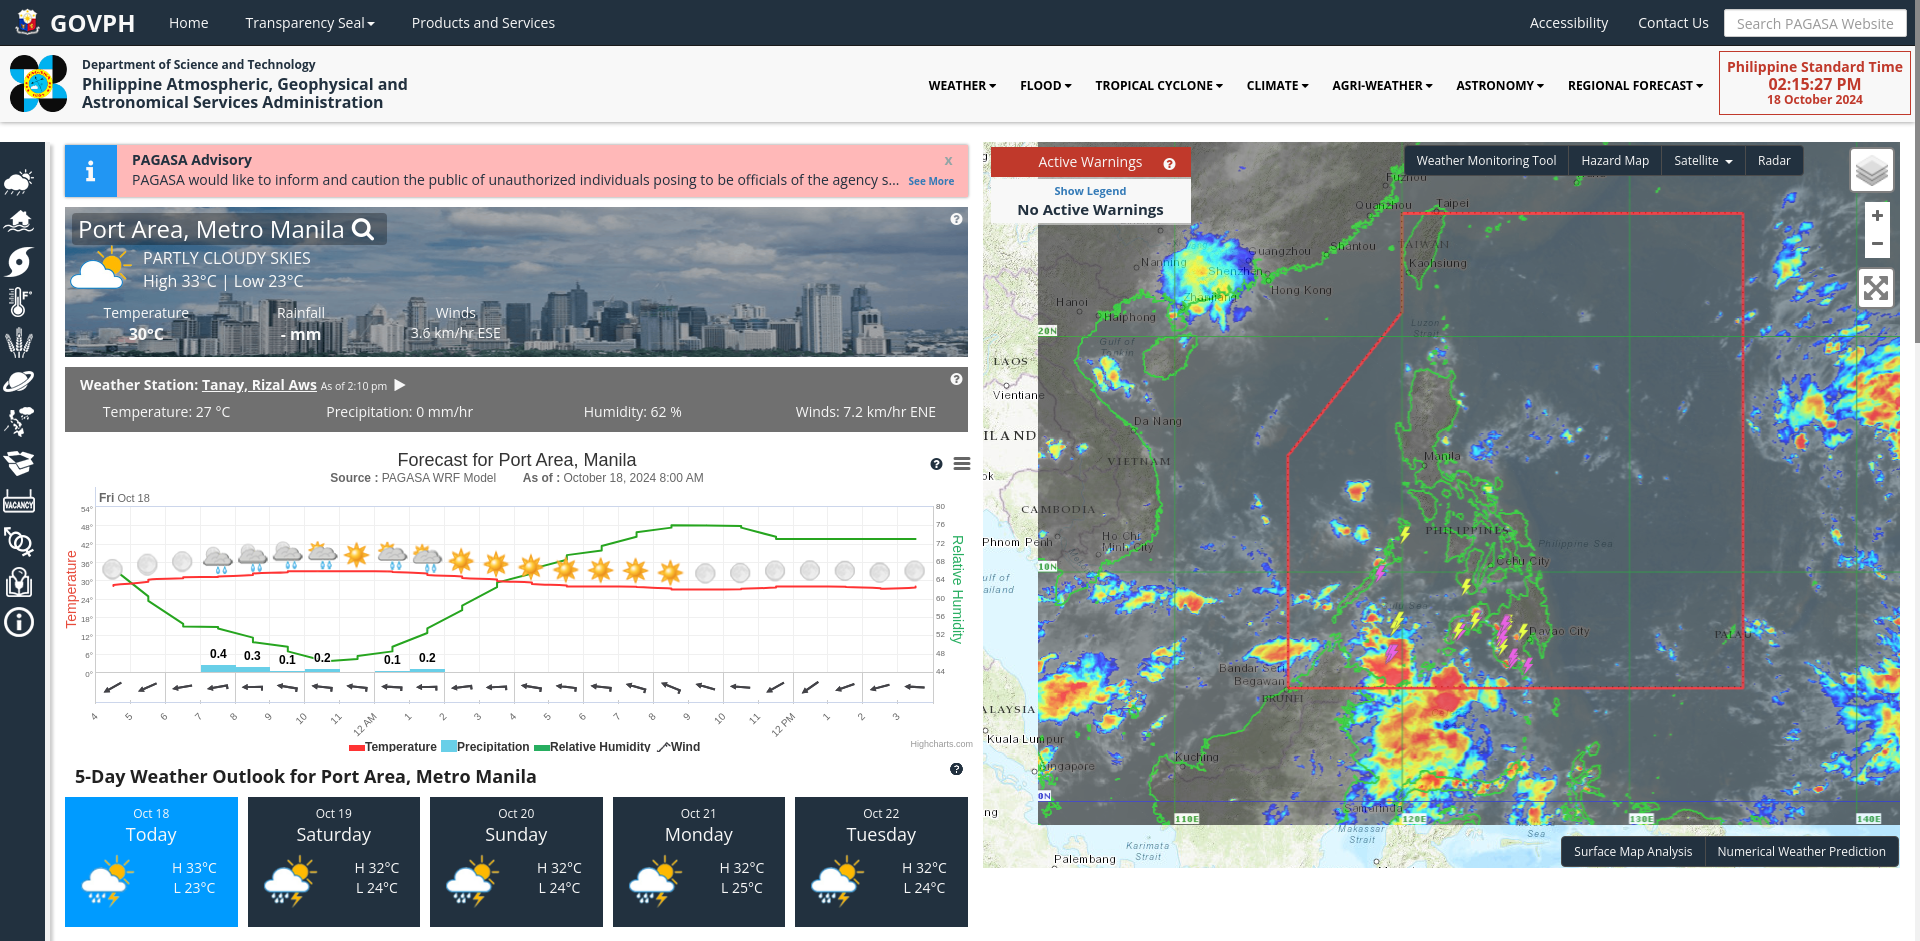 GOVPH
Home
Transparency Seal
Products and Services
Accessibility
Contact Us
Search PAGASA Website
Department of Science and Technology
Philippine Atmospheric, Geophysical and
Astronomical Services Administration
WEATHER
FLOOD
TROPICAL CYCLONE
CLIMATE
AGRI-WEATHER
ASTRONOMY
REGIONAL FORECAST
Philippine Standard Time
02:15:27 PM
18 October 2024
VACANCY
PAGASA Advisory
x
PAGASA would like to inform and caution the public of unauthorized individuals posing to be officials of the agency s... See More
Port Area, Metro Manila
PARTLY CLOUDY SKIES
High 33°C | Low 23°C
Temperature
30°C
Rainfall
- mm
Winds
3.6 km/hr ESE
Weather Station: Tanay, Rizal Aws As of 2:10 pm
Temperature: 27 °C
Precipitation: 0 mm/hr
Humidity: 62 %
Winds: 7.2 km/hr ENE
Forecast for Port Area, Manila
Source : PAGASA WRF Model As of : October 18, 2024 8:00 AM
Fri Oct 18
Temperature
54°
48°
42°
36°
30°
24°
18°
12°
6°
0°
80
76
72
68
64
60
56
52
48
44
Relative Humidity
0.4
0.3
0.1
0.2
0.1
0.2
4
5
6
7
8
9
10
11
12 AM
1
2
3
4
5
6
7
8
9
10
11
12 PM
1
2
3
Temperature
Precipitation
Relative Humidity
Wind
Highcharts.com
5-Day Weather Outlook for Port Area, Metro Manila
Oct 18
Today
H 33°C
L 23°C
Oct 19
Saturday
H 32°C
L 24°C
Oct 20
Sunday
H 32°C
L 24°C
Oct 21
Monday
H 32°C
L 25°C
Oct 22
Tuesday
H 32°C
L 24°C
Active Warnings
Show Legend
No Active Warnings
Weather Monitoring Tool
Hazard Map
Satellite
Radar
+
−
Fuzhou
Quanzhou
Taipei
Guangzhou
Shantou
TAIWAN
Nanning
Shenzhen
Kaohsiung
Hong Kong
Hanoi
Zhanjiang
Haiphong
20N
Luzon
Strait
Gulf of
Tonkin
LAOS
Vientiane
Da Nang
ILAND
VIETNAM
Manila
ok
CAMBODIA
PHILIPPINES
Phnom Penh
Ho Chi
Minh City
Philippine Sea
Cebu City
10N
ulf of
ailand
Davao City
PALAU
Bandar Seri
Begawan
BRUNEI
ALAYSIA
Kuala Lumpur
Kuching
Singapore
0N
Samarinda
110E
120E
130E
140E
ng
Makassar
Strait
Sea
Karimata
Strait
Palembang
Surface Map Analysis
Numerical Weather Prediction